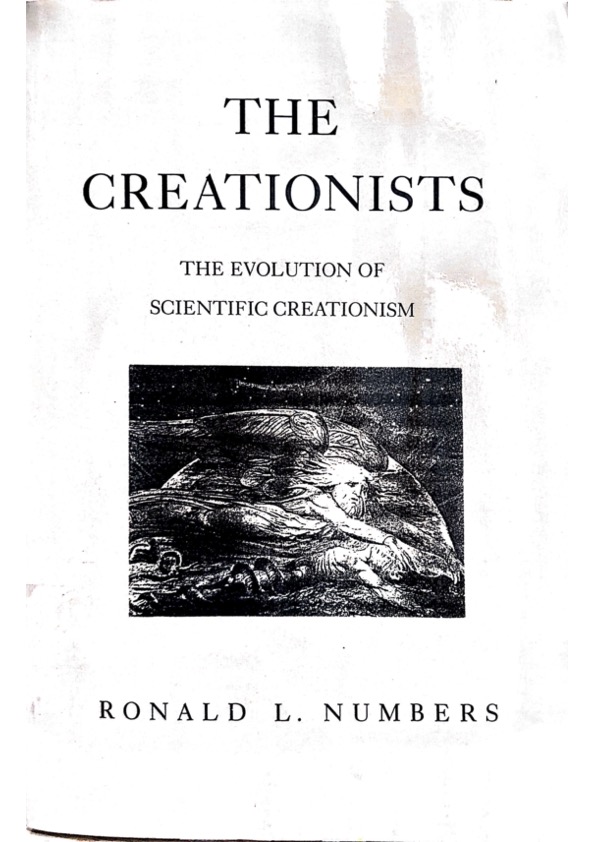 THE
CREATIONISTS
THE EVOLUTION OF
SCIENTIFIC CREATIONISM
RONALD L. NUMBERS